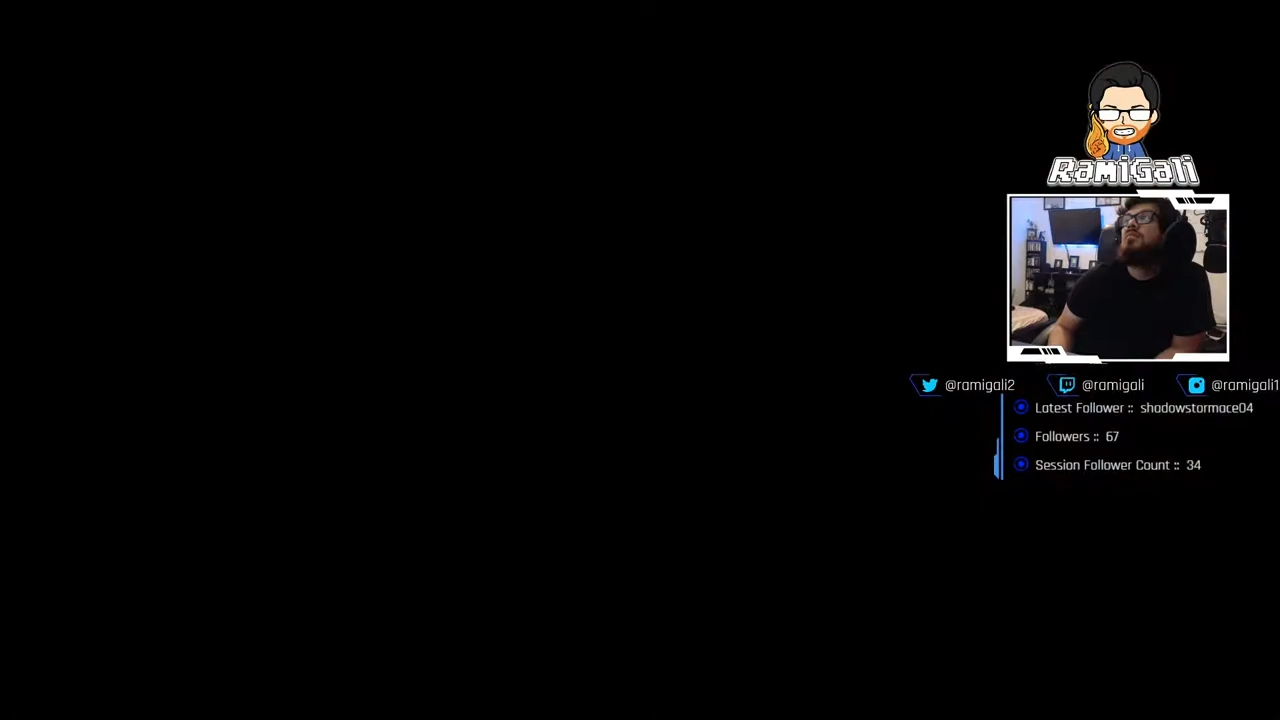 RamiGali
@ramigali2 @ramigali @ramigali1
Latest Follower :: shadowstormace04
Followers :: 67
Session Follower Count :: 34